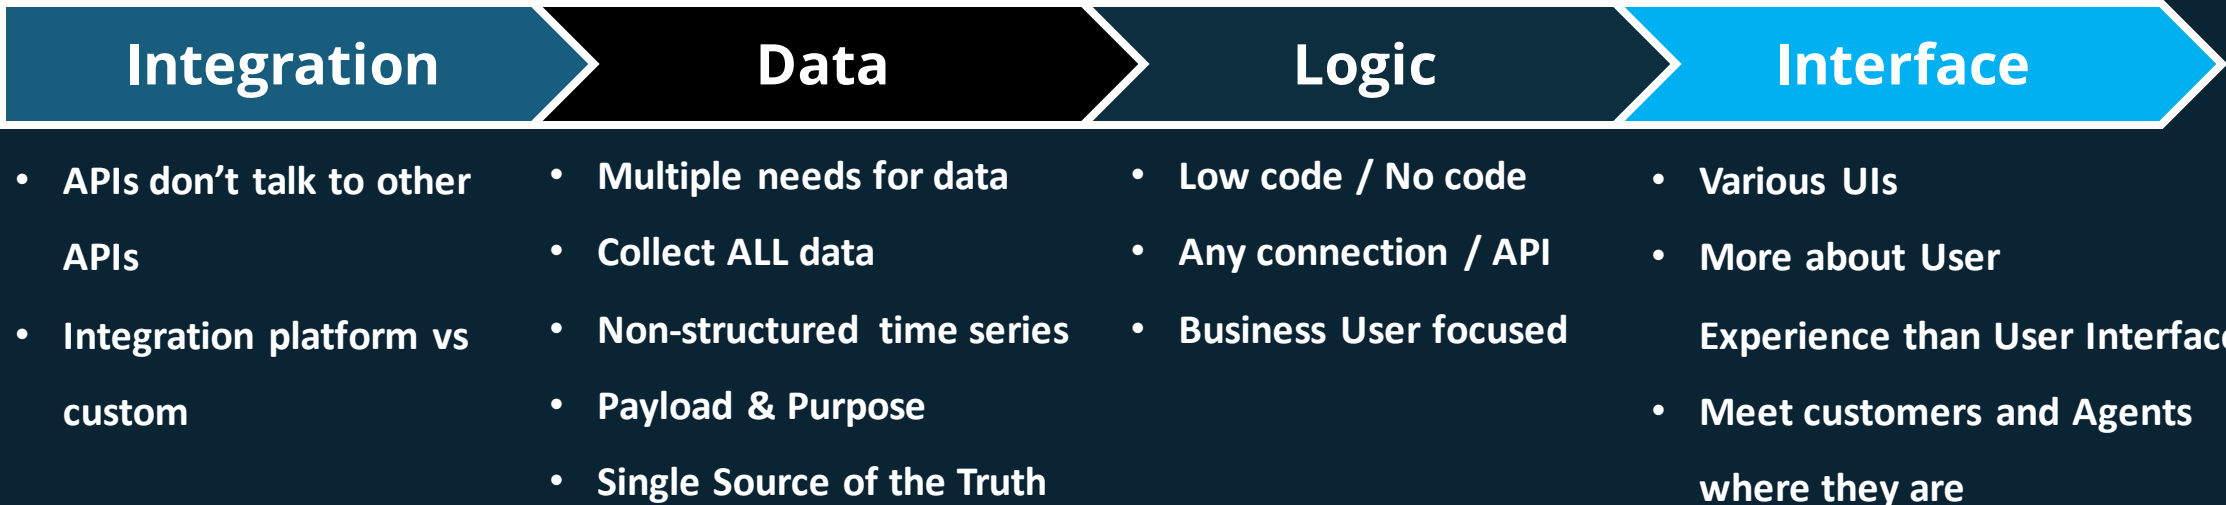 Integration
Data
Logic
Interface
• APIs don’t talk to other
APIs
• Integration platform vs
custom
• Multiple needs for data
• Collect ALL data
• Non-structured time series
• Payload & Purpose
• Single Source of the Truth
• Low code / No code
• Any connection / API
• Business User focused
• Various UIs
• More about User
Experience than User Interface
• Meet customers and Agents
where they are